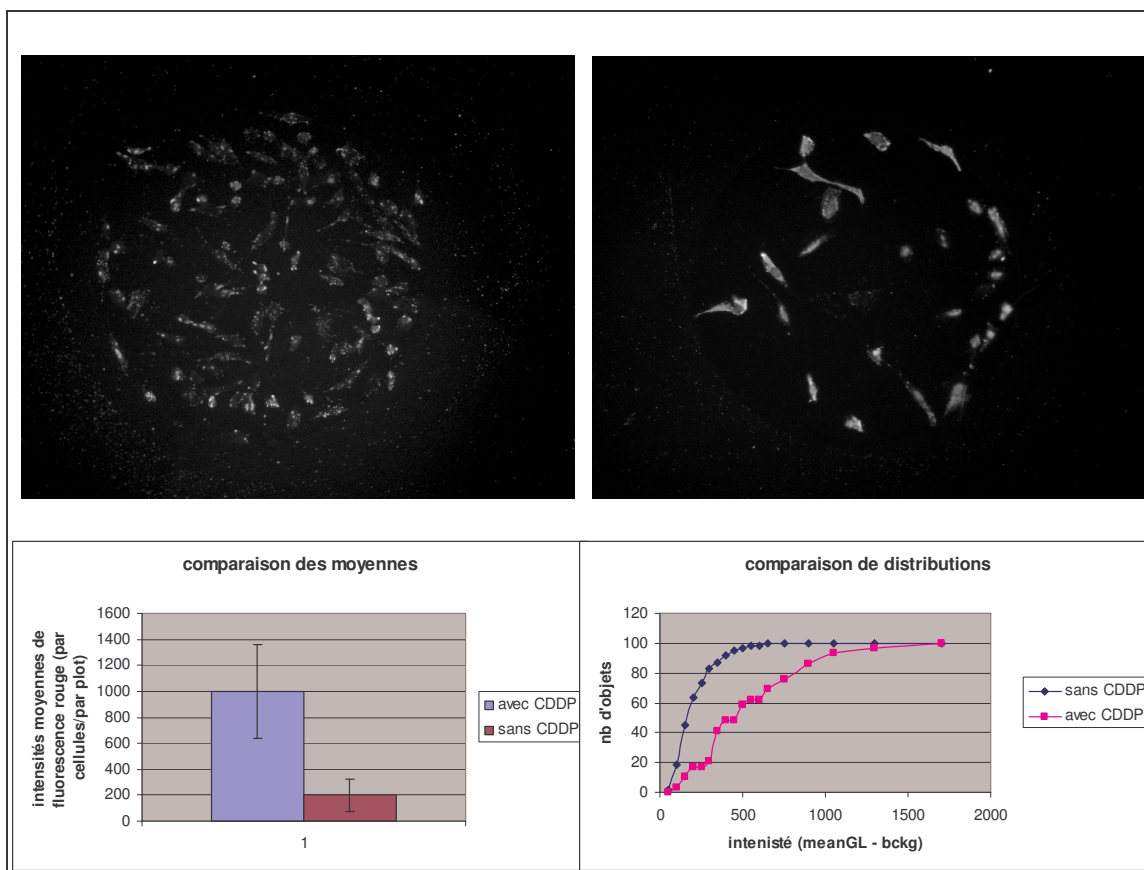 comparaison des moyennes
intensités moyennes de
fluorescence rouge (par
cellules/par plot)
1600
1400
1200
1000
800
600
400
200
0
1
avec CDDP
sans CDDP
comparaison de distributions
nb d'objets
120
100
80
60
40
20
0
0 500 1000 1500 2000
intenisté (meanGL - bckg)
sans CDDP
avec CDDP